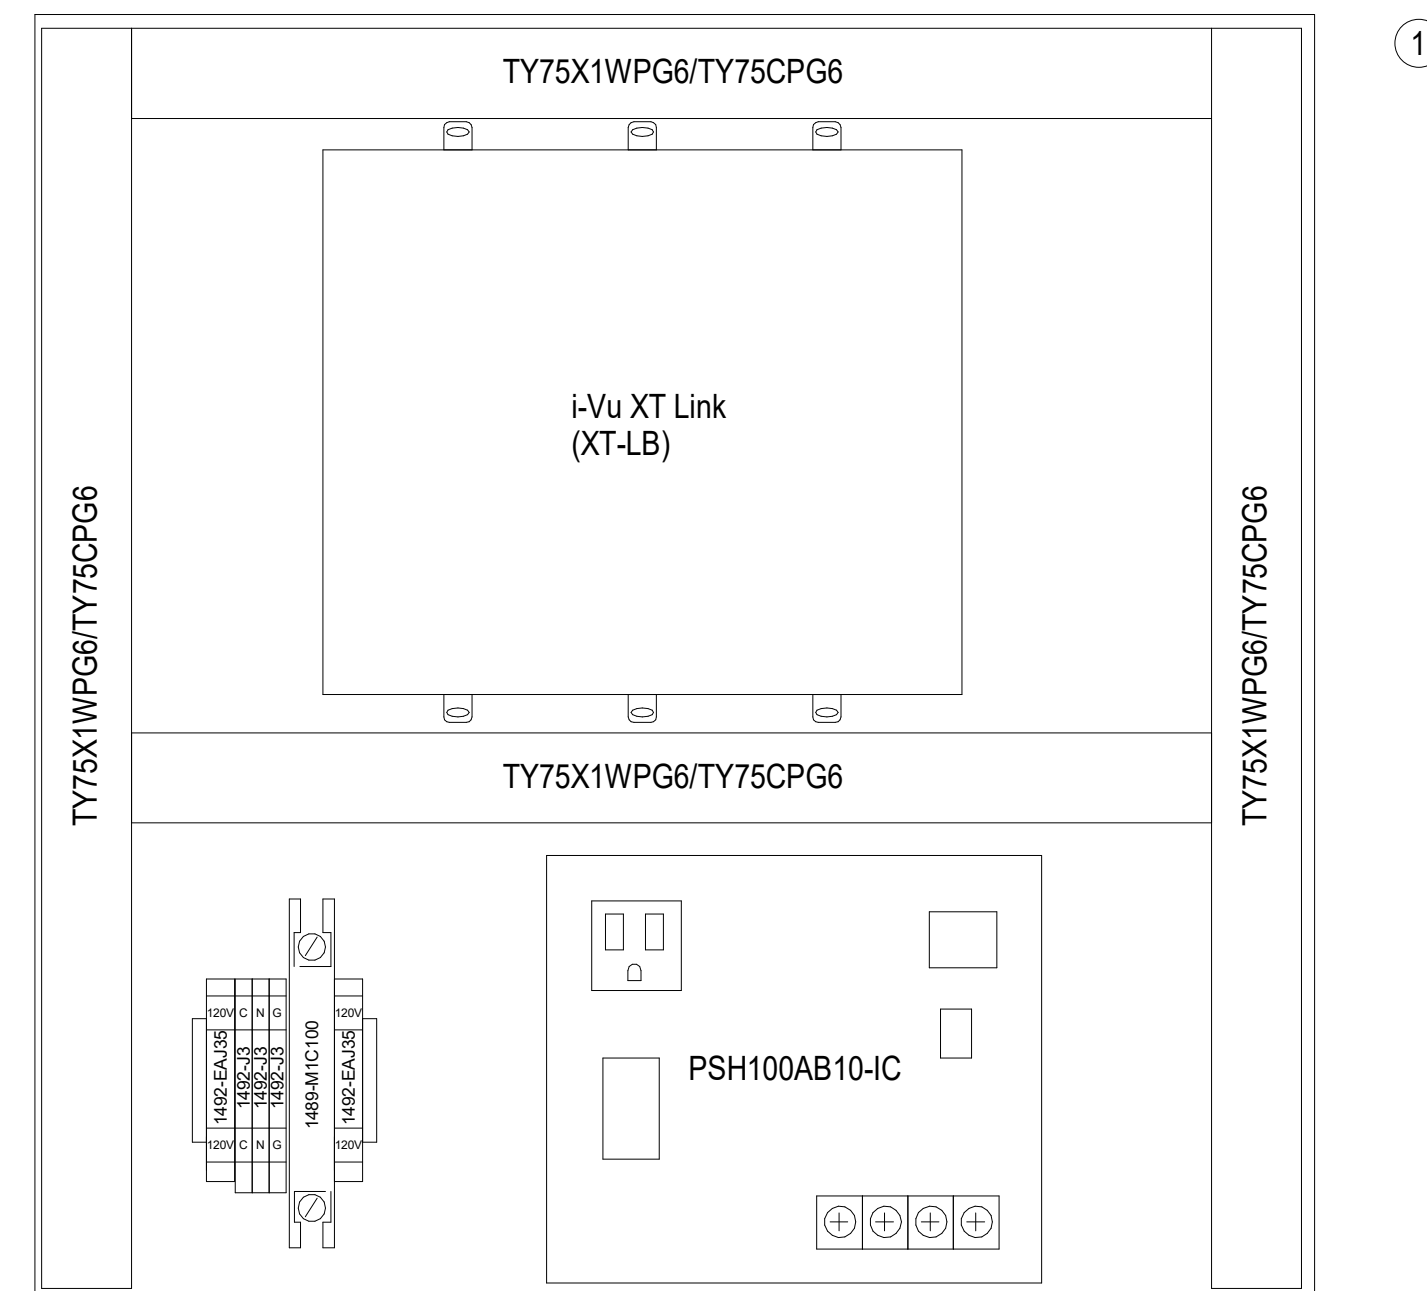 1
TY75X1WPG6/TY75CPG6
i-Vu XT Link
(XT-LB)
TY75X1WPG6/TY75CPG6
TY75X1WPG6/TY75CPG6
TY75X1WPG6/TY75CPG6
120V C N G 120V
1492-EAJ35
1492-J3
1492-J3
1492-J3
1489-M1C100
1492-EAJ35
120V C N G 120V
PSH100AB10-IC